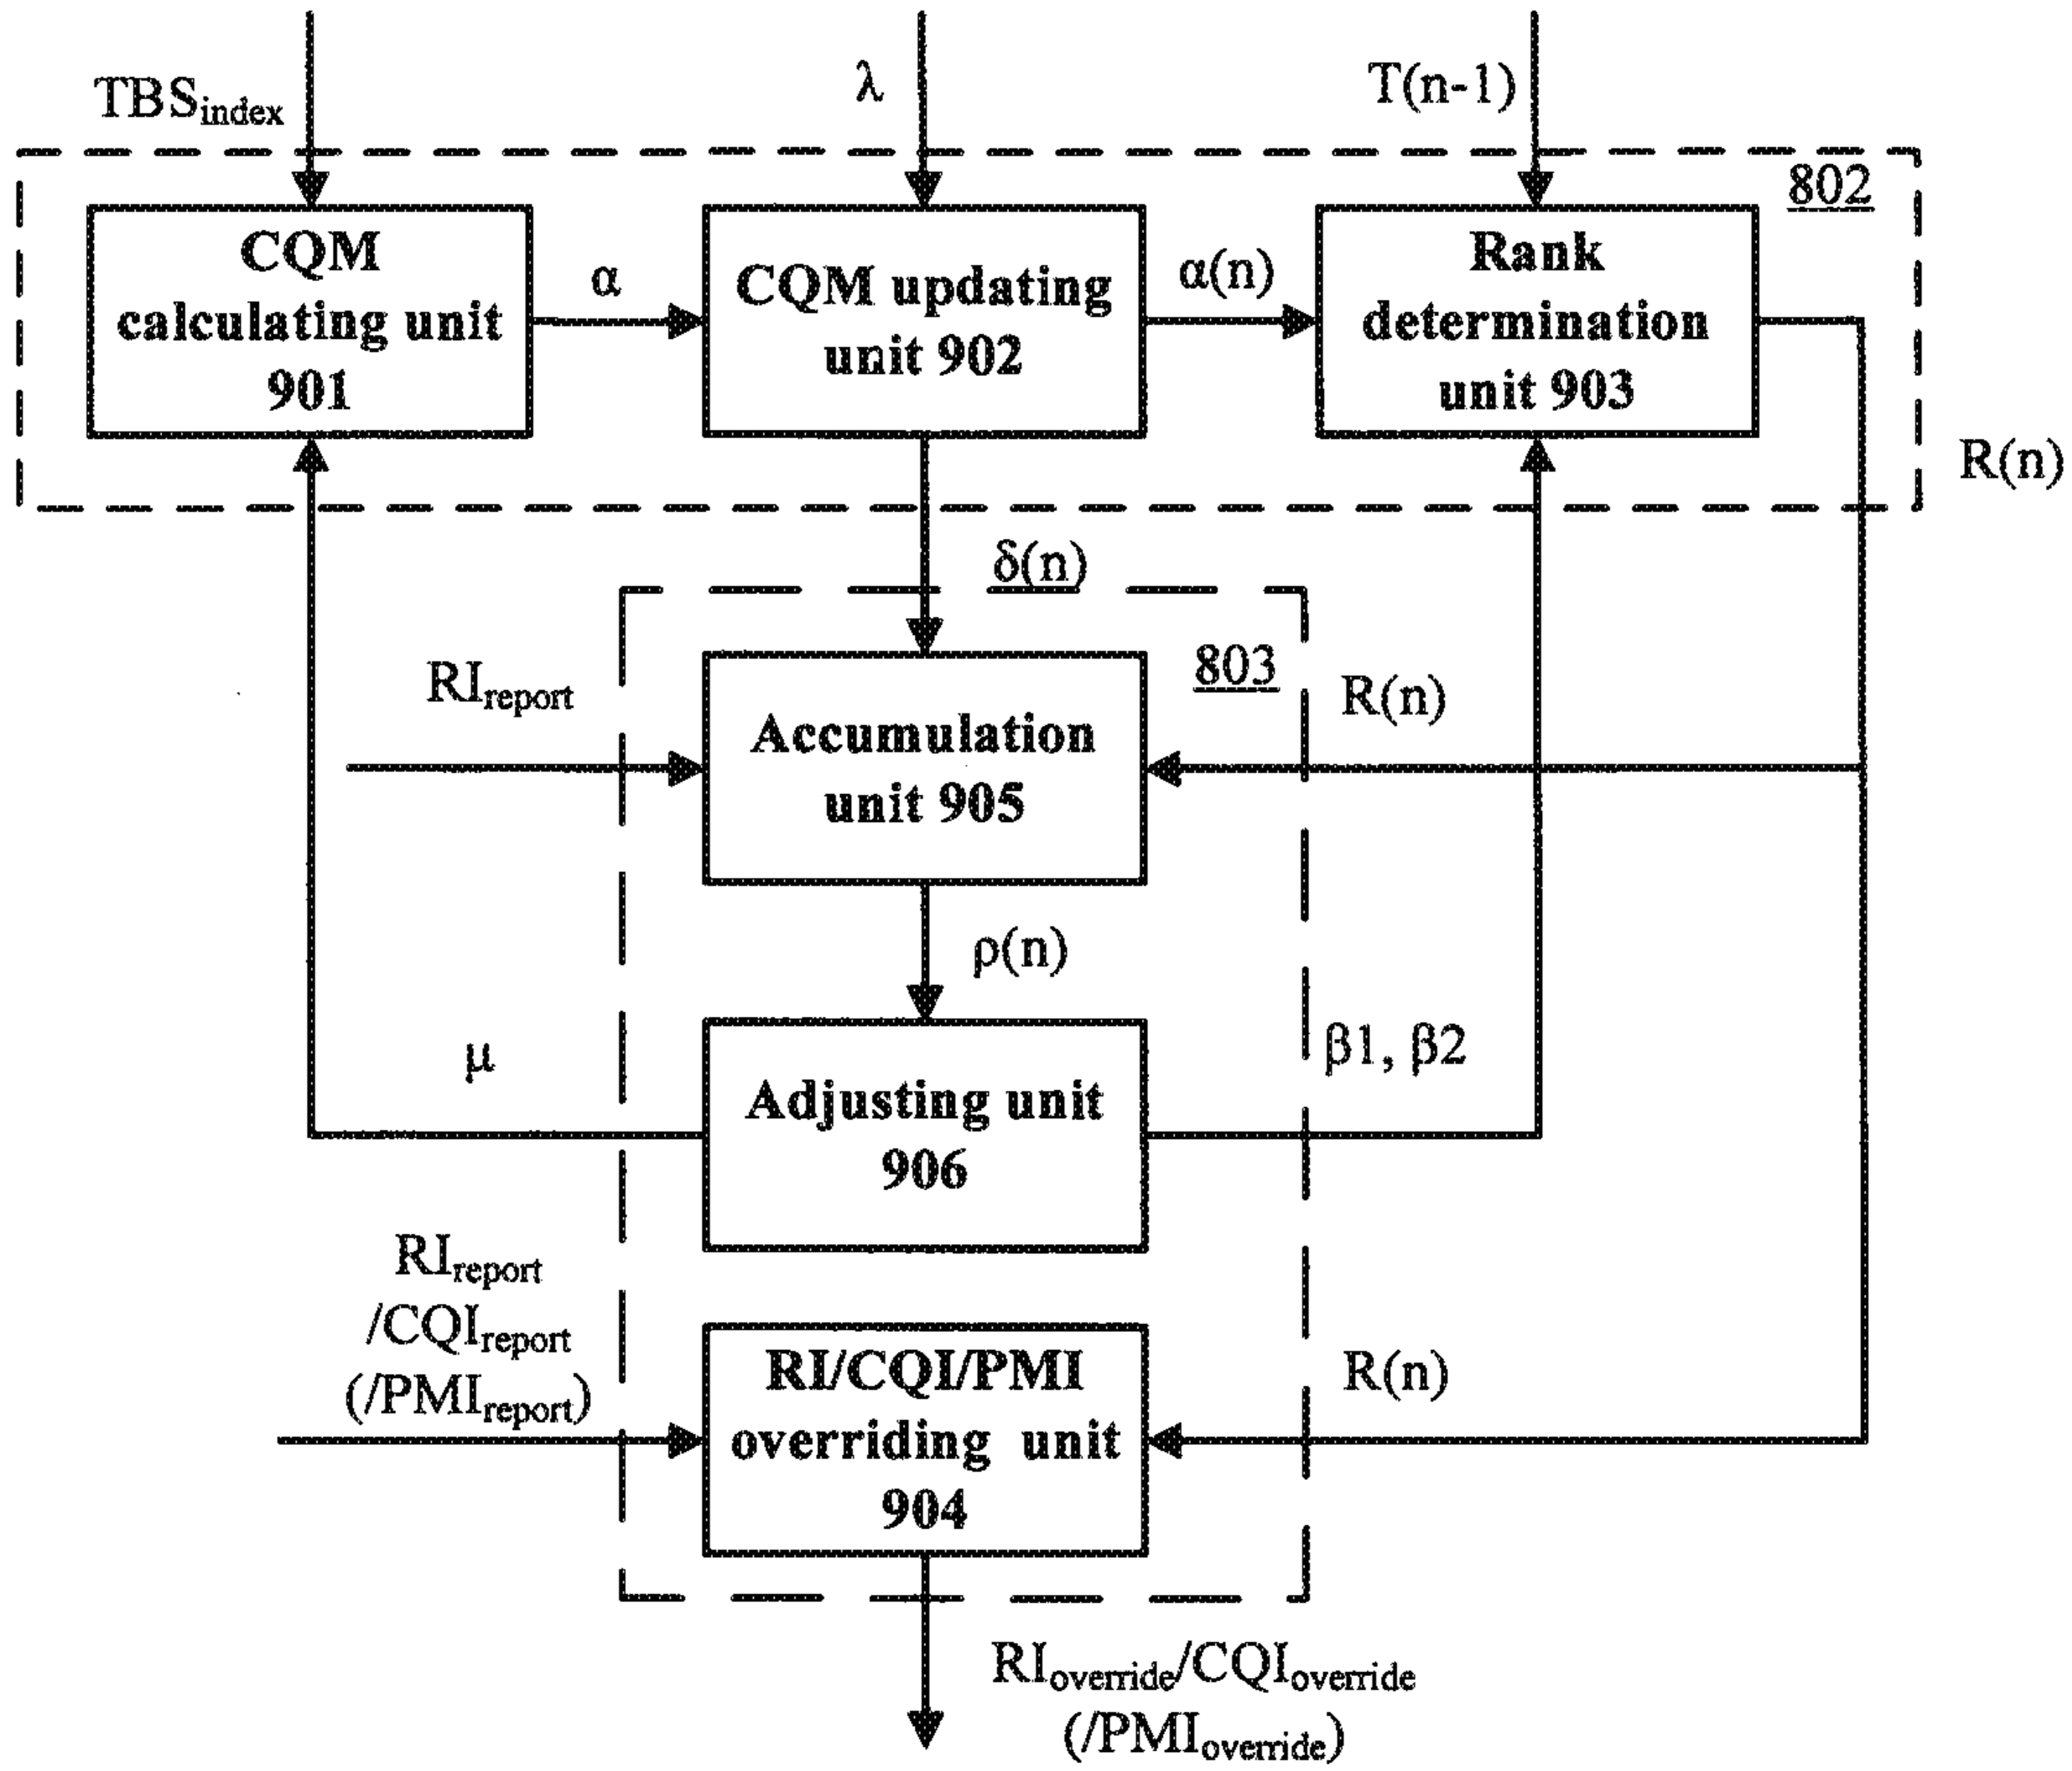 TBSindex
λ
T(n-1)
802
CQM
calculating unit
901
α
CQM updating
unit 902
α(n)
Rank
determination
unit 903
R(n)
δ(n)
803
RIreport
Accumulation
unit 905
R(n)
ρ(n)
μ
Adjusting unit
906
β1, β2
RIreport
/CQIreport
(/PMIreport)
RI/CQI/PMI
overriding unit
904
R(n)
RIoverride/CQIoverride
(/PMIoverride)